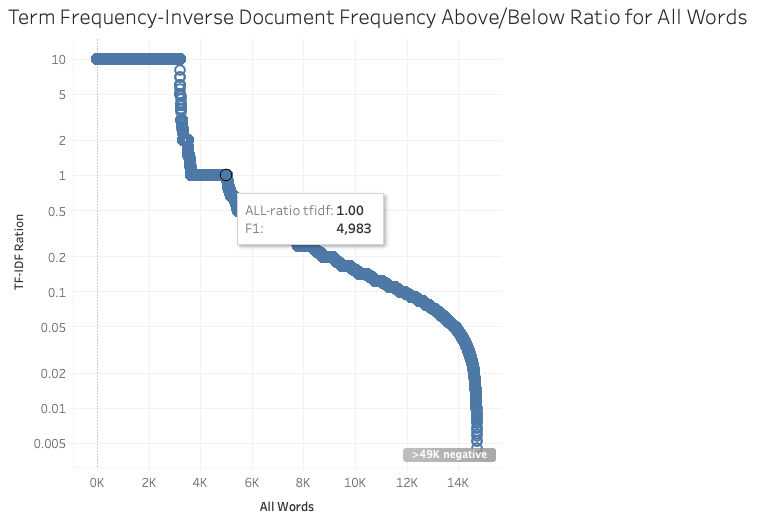 Term Frequency-Inverse Document Frequency Above/Below Ratio for All Words
10
5
2
1
0.5
0.2
0.1
0.05
0.02
0.01
0.005
TF-IDF Ration
ALL-ratio tfidf: 1.00
F1: 4,983
>49K negative
0K 2K 4K 6K 8K 10K 12K 14K
All Words